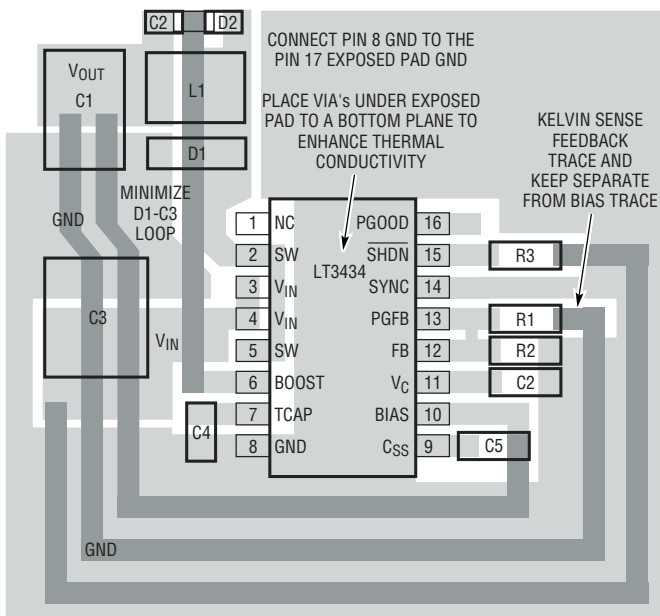 C2 D2
CONNECT PIN 8 GND TO THE
PIN 17 EXPOSED PAD GND
VOUT
C1
L1
PLACE VIA's UNDER EXPOSED
PAD TO A BOTTOM PLANE TO
ENHANCE THERMAL
CONDUCTIVITY
KELVIN SENSE
FEEDBACK
TRACE AND
KEEP SEPARATE
FROM BIAS TRACE
D1
MINIMIZE
D1-C3
LOOP
GND
LT3434
1 NC PGOOD 16
2 SW SHDN 15 R3
3 VIN SYNC 14
4 VIN PGFB 13 R1
5 SW FB 12 R2
6 BOOST VC 11 C2
7 TCAP BIAS 10
8 GND CSS 9 C5
C3
VIN
C4
GND